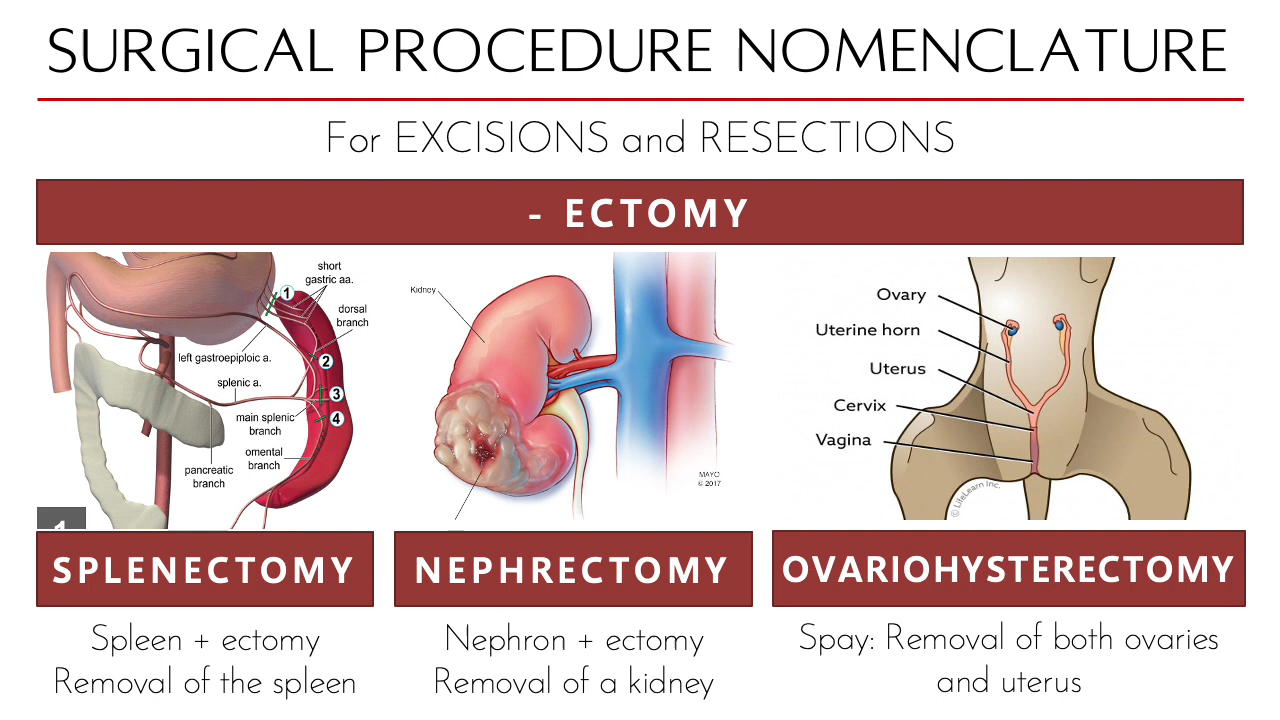 SURGICAL PROCEDURE NOMENCLATURE
For EXCISIONS and RESECTIONS
- ECTOMY
short
gastric aa.
1
dorsal
branch
left gastroepiploic a.
2
splenic a.
3
main splenic
branch
4
omental
branch
pancreatic
branch
Kidney
MAYO
© 2017
Ovary
Uterine horn
Uterus
Cervix
Vagina
© LifeLearn Inc.
SPLENECTOMY
Spleen + ectomy
Removal of the spleen
NEPHRECTOMY
Nephron + ectomy
Removal of a kidney
OVARIOHYSTERECTOMY
Spay: Removal of both ovaries
and uterus